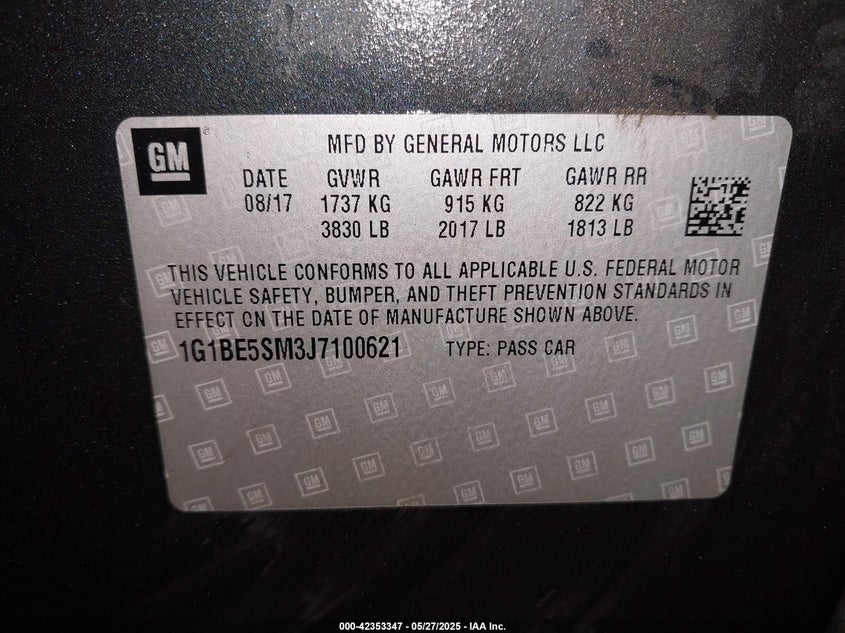 GM
MFD BY GENERAL MOTORS LLC
DATE GVWR GAWR FRT GAWR RR
08/17 1737 KG 915 KG 822 KG
3830 LB 2017 LB 1813 LB
THIS VEHICLE CONFORMS TO ALL APPLICABLE U.S. FEDERAL MOTOR
VEHICLE SAFETY, BUMPER, AND THEFT PREVENTION STANDARDS IN
EFFECT ON THE DATE OF MANUFACTURE SHOWN ABOVE.
1G1BE5SM3J7100621 TYPE: PASS CAR
000-42353347 - 05/27/2025 - IAA Inc.